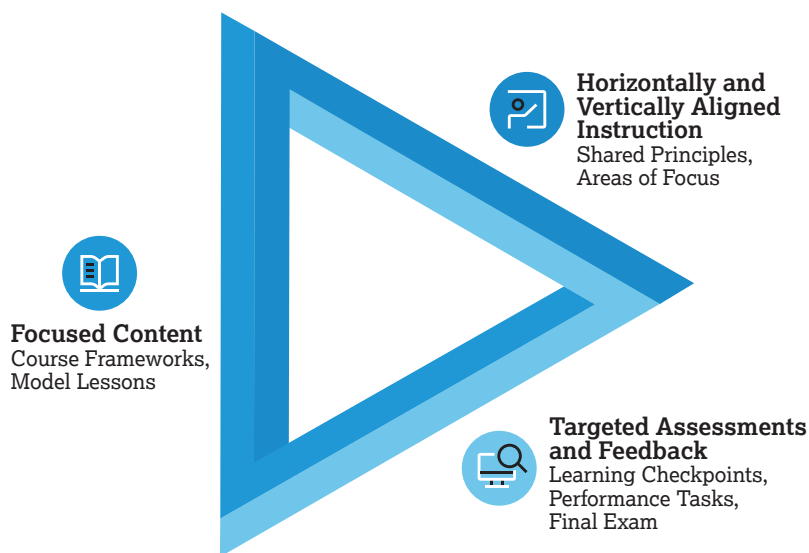 Horizontally and
Vertically Aligned
Instruction
Shared Principles,
Areas of Focus
Focused Content
Course Frameworks,
Model Lessons
Targeted Assessments
and Feedback
Learning Checkpoints,
Performance Tasks,
Final Exam